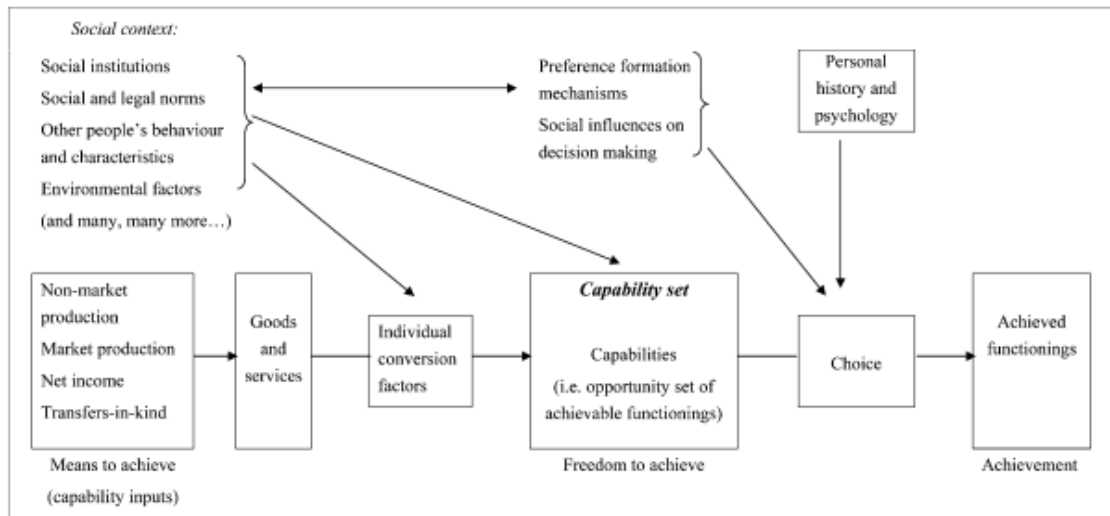 Social context:
Social institutions
Social and legal norms
Other people's behaviour
and characteristics
Environmental factors
(and many, many more…)
Preference formation
mechanisms
Social influences on
decision making
Personal
history and
psychology
Non-market
production
Market production
Net income
Transfers-in-kind
Goods
and
services
Individual
conversion
factors
Capability set
Capabilities
(i.e. opportunity set of
achievable functionings)
Choice
Achieved
functionings
Means to achieve
(capability inputs)
Freedom to achieve
Achievement